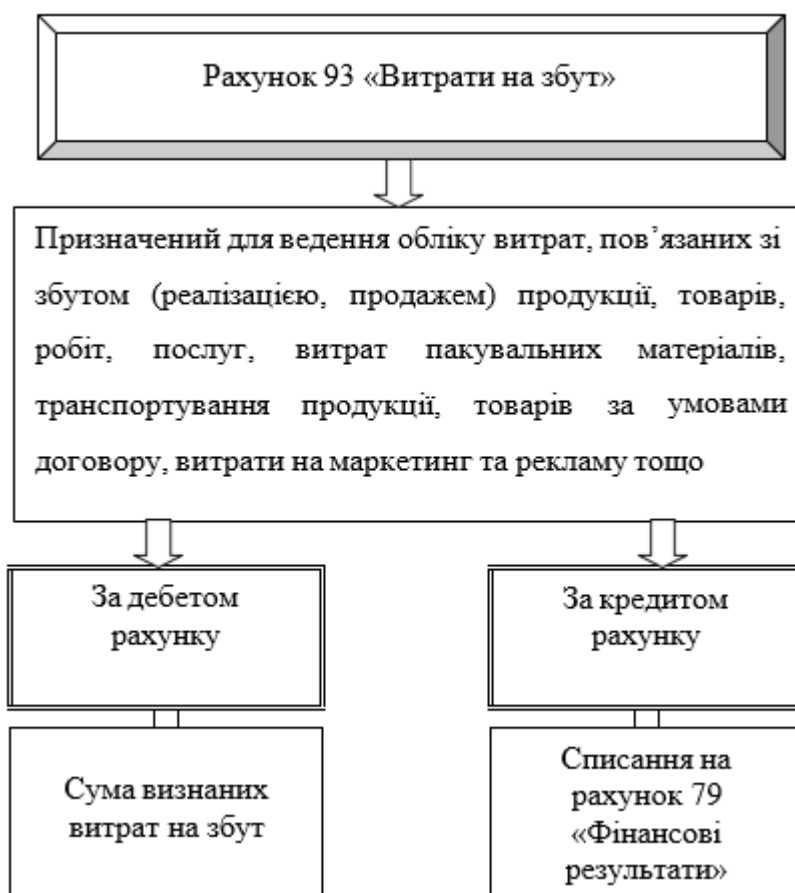 Рахунок 93 «Витрати на збут»
Призначений для ведення обліку витрат, пов’язаних зі
збутом (реалізацією, продажем) продукції, товарів,
робіт, послуг, витрат пакувальних матеріалів,
транспортування продукції, товарів за умовами
договору, витрати на маркетинг та рекламу тощо
За дебетом
рахунку
За кредитом
рахунку
Сума визнаних
витрат на збут
Списання на
рахунок 79
«Фінансові
результати»